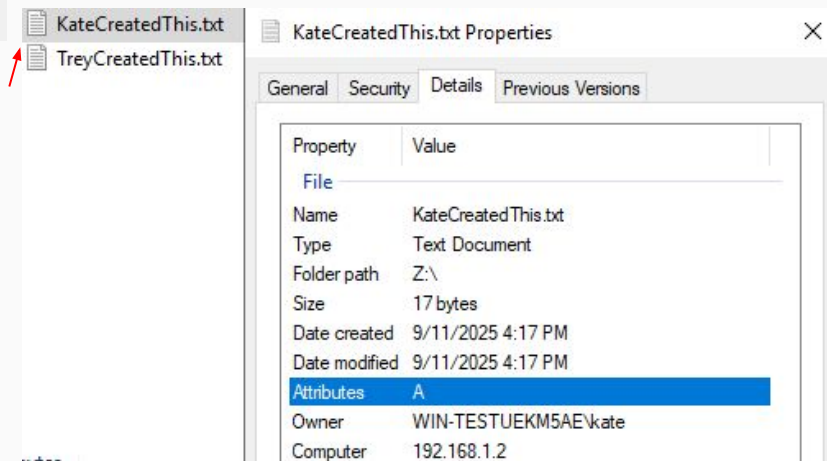 KateCreatedThis.txt
TreyCreatedThis.txt
KateCreatedThis.txt Properties
General Security Details Previous Versions
Property Value
File
Name KateCreatedThis.txt
Type Text Document
Folder path Z:\
Size 17 bytes
Date created 9/11/2025 4:17 PM
Date modified 9/11/2025 4:17 PM
Attributes A
Owner WIN-TESTUEKM5AE\kate
Computer 192.168.1.2